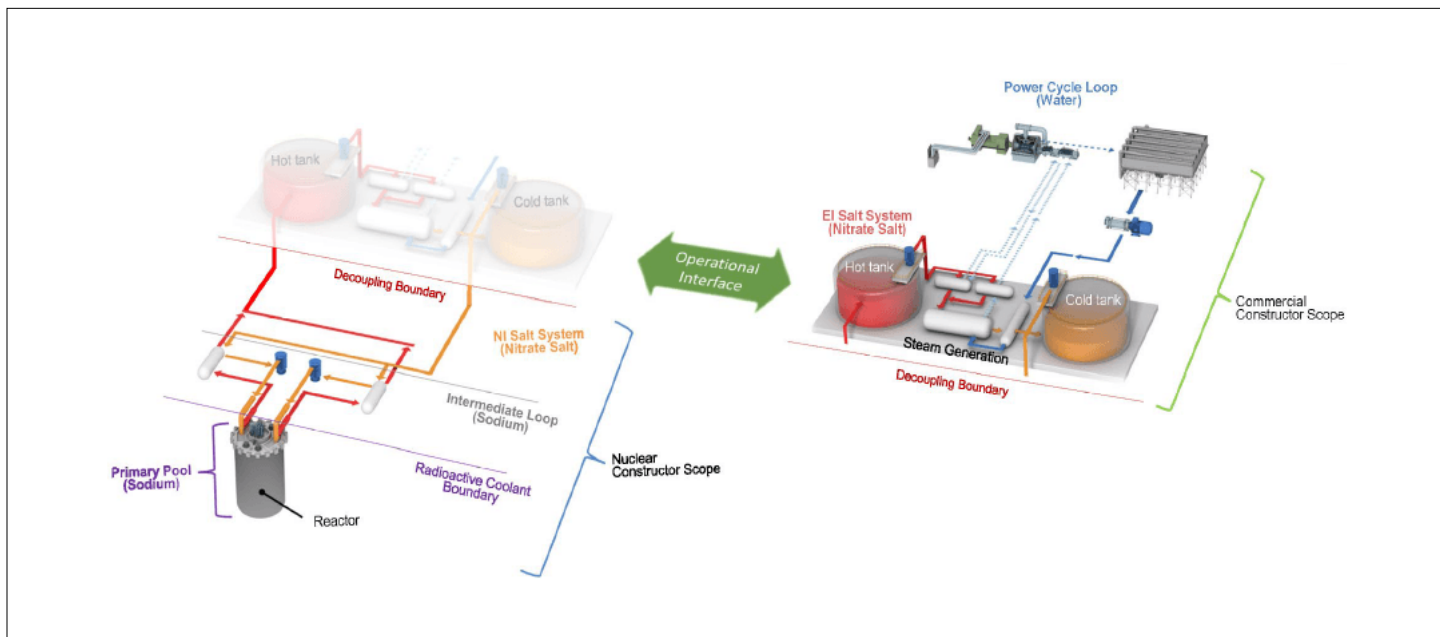 Hot tank
Cold tank
Decoupling Boundary
NI Salt System
(Nitrate Salt)
Intermediate Loop
(Sodium)
Primary Pool
(Sodium)
Radioactive Coolant
Boundary
Reactor
Nuclear
Constructor Scope
Operational
Interface
Power Cycle Loop
(Water)
EI Salt System
(Nitrate Salt)
Hot tank
Cold tank
Steam Generation
Decoupling Boundary
Commercial
Constructor Scope